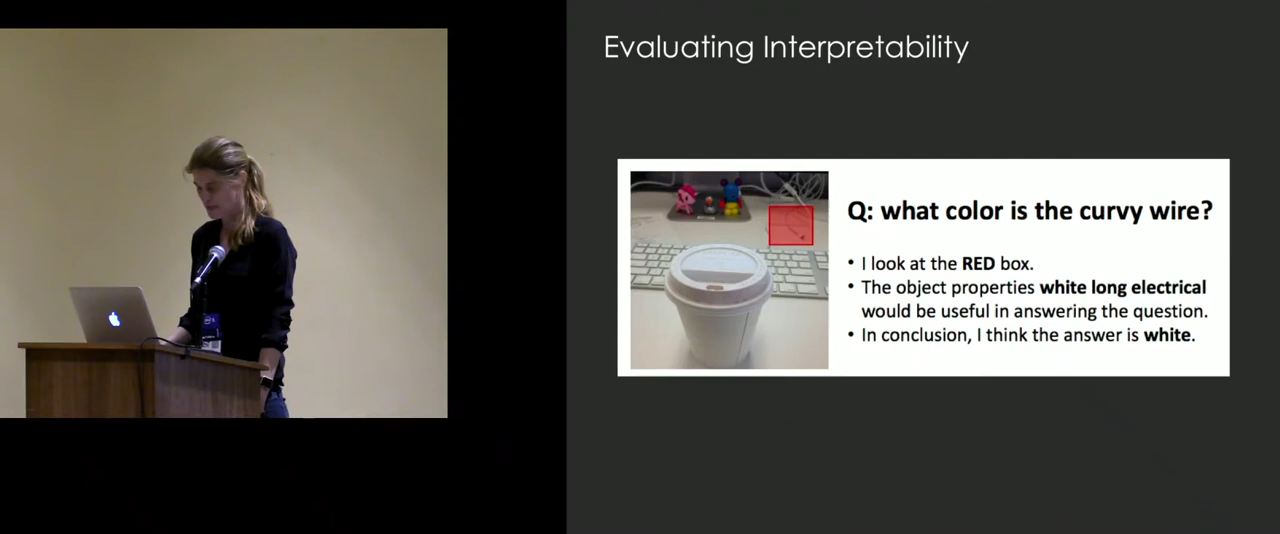 Evaluating Interpretability
Q: what color is the curvy wire?
• I look at the RED box.
• The object properties white long electrical
would be useful in answering the question.
• In conclusion, I think the answer is white.